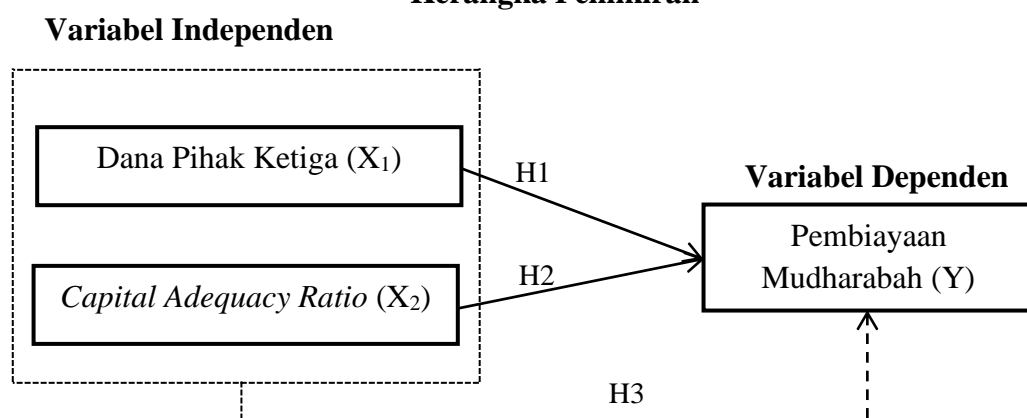 Variabel Independen
Dana Pihak Ketiga (X₁)
H1
Variabel Dependen
Pembiayaan
Mudharabah (Y)
H2
Capital Adequacy Ratio (X₂)
H3